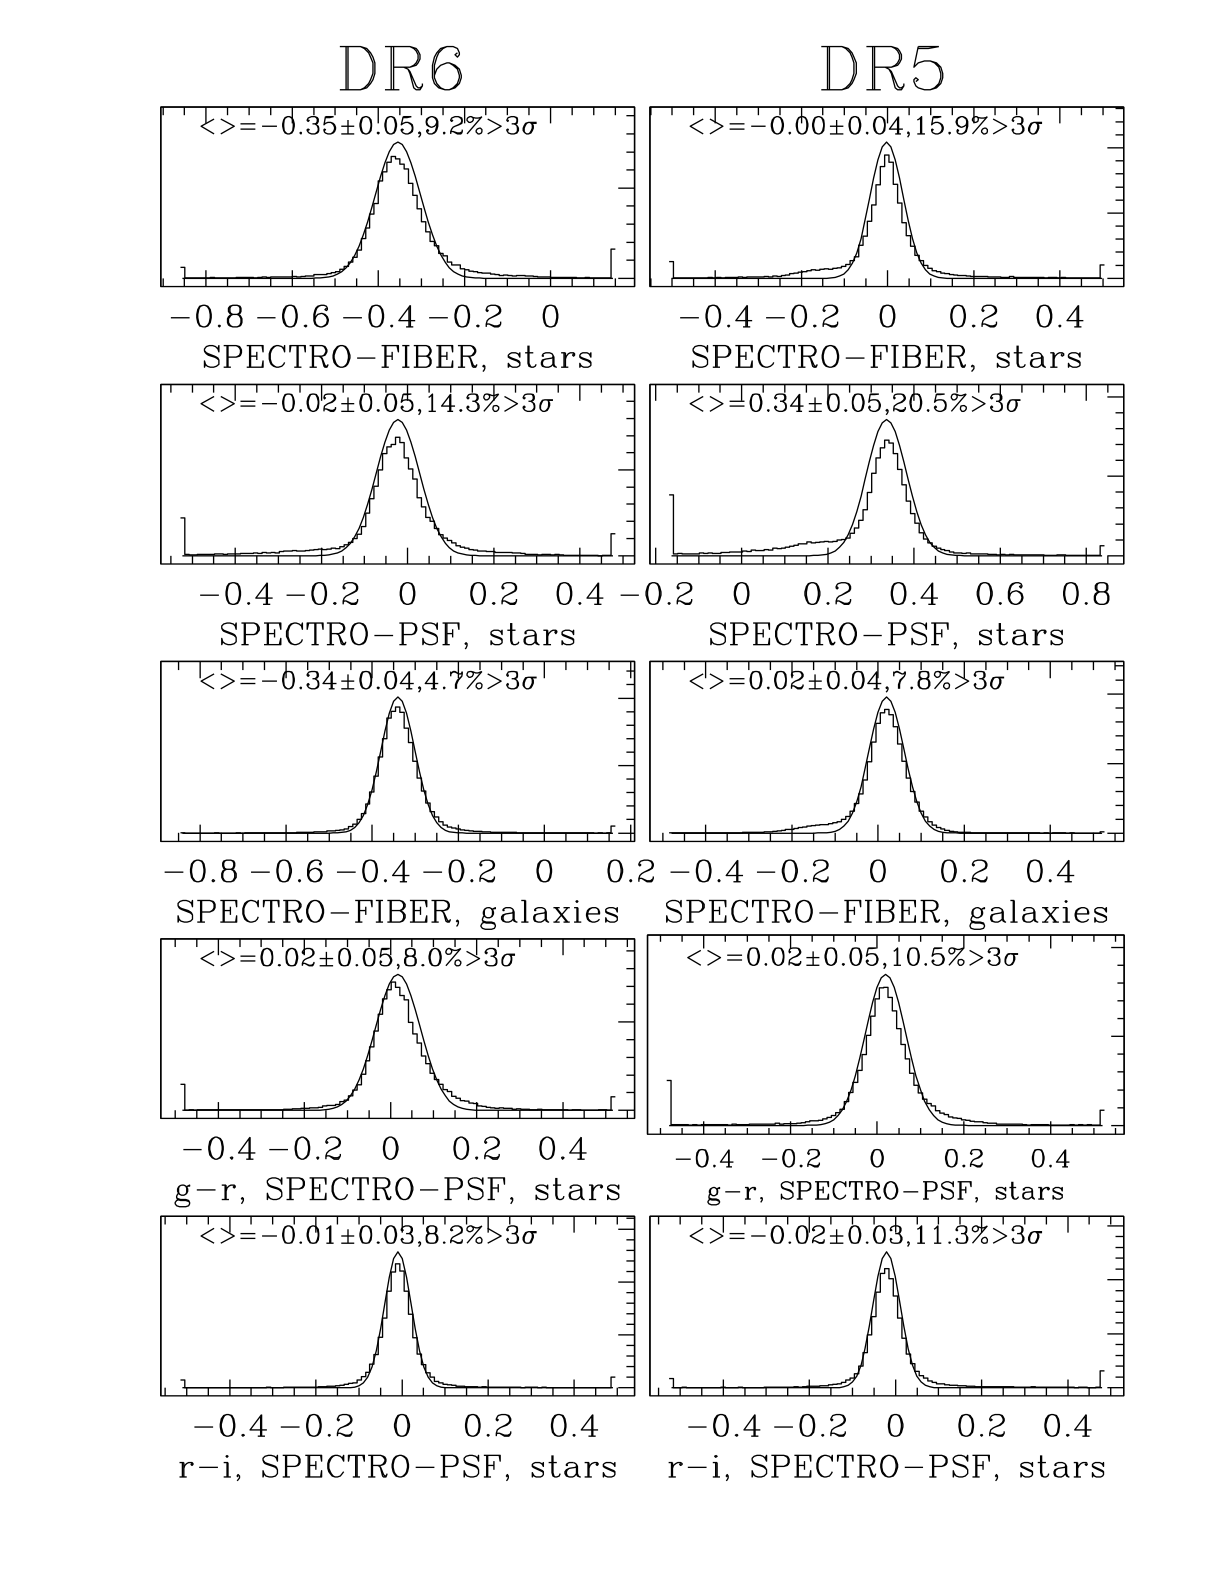 DR6 DR5
<>=−0.35±0.05,9.2%>3σ <>=−0.00±0.04,15.9%>3σ
−0.8 −0.6 −0.4 −0.2 0 −0.4 −0.2 0 0.2 0.4
SPECTRO−FIBER, stars SPECTRO−FIBER, stars
<>=−0.02±0.05,14.3%>3σ <>=0.34±0.05,20.5%>3σ
−0.4 −0.2 0 0.2 0.4 −0.2 0 0.2 0.4 0.6 0.8
SPECTRO−PSF, stars SPECTRO−PSF, stars
<>=−0.34±0.04,4.7%>3σ <>=0.02±0.04,7.8%>3σ
−0.8 −0.6 −0.4 −0.2 0 0.2 −0.4 −0.2 0 0.2 0.4
SPECTRO−FIBER, galaxies SPECTRO−FIBER, galaxies
<>=0.02±0.05,8.0%>3σ <>=0.02±0.05,10.5%>3σ
−0.4 −0.2 0 0.2 0.4 −0.4 −0.2 0 0.2 0.4
g−r, SPECTRO−PSF, stars g−r, SPECTRO−PSF, stars
<>=−0.01±0.03,8.2%>3σ <>=−0.02±0.03,11.3%>3σ
−0.4 −0.2 0 0.2 0.4 −0.4 −0.2 0 0.2 0.4
r−i, SPECTRO−PSF, stars r−i, SPECTRO−PSF, stars